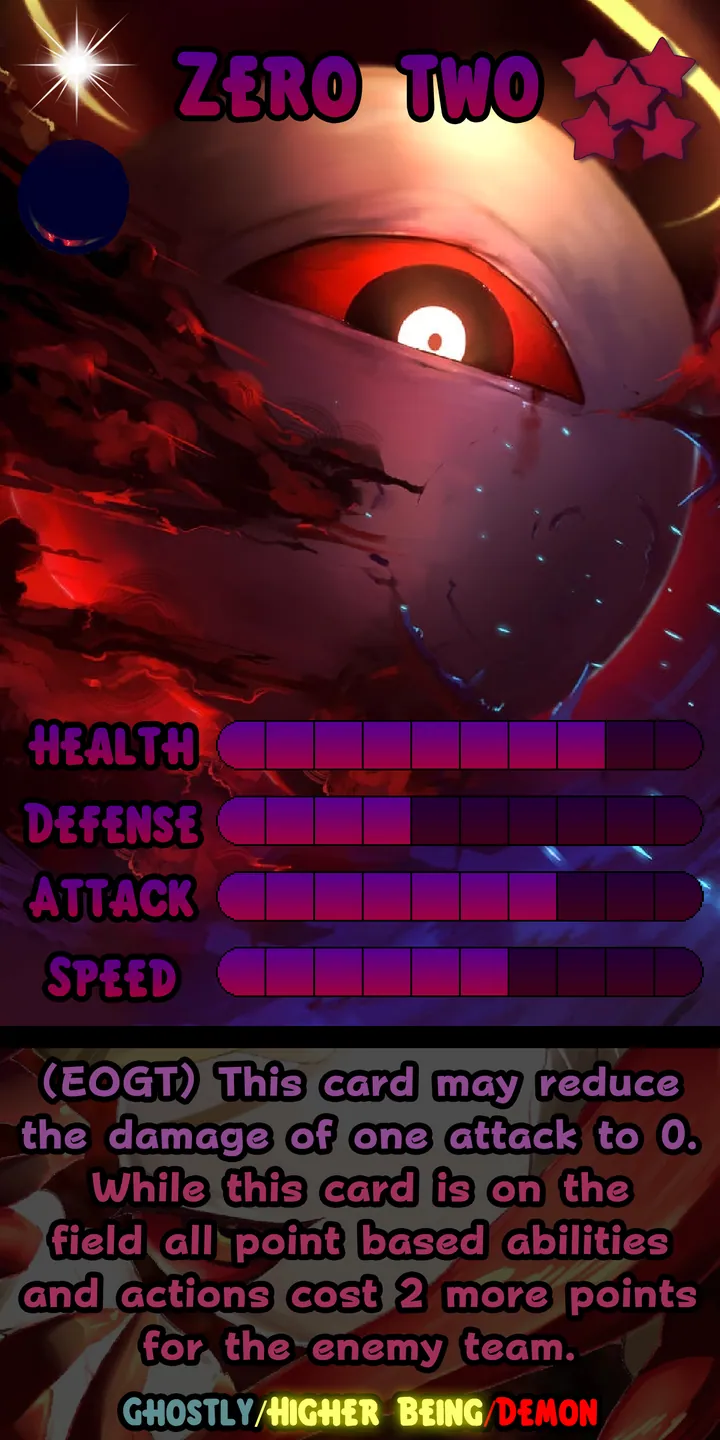 ZERO TWO
HEALTH
DEFENSE
ATTACK
SPEED
(EOGT) This card may reduce
the damage of one attack to 0.
While this card is on the
field all point based abilities
and actions cost 2 more points
for the enemy team.
GHOSTLY/HIGHER BEING/DEMON